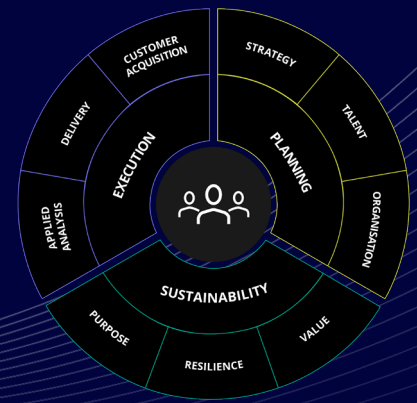 CUSTOMER
ACQUISITION
STRATEGY
DELIVERY
TALENT
EXECUTION
PLANNING
APPLIED
ANALYSIS
ORGANISATION
SUSTAINABILITY
PURPOSE
VALUE
RESILIENCE